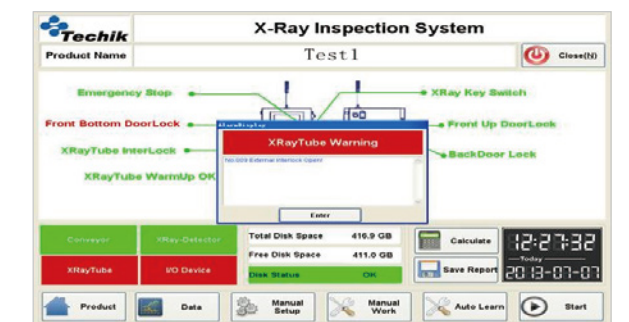 Techik
X-Ray Inspection System
Product Name
Test1
Close(N)
Emergency Stop
XRay Key Switch
Front Bottom DoorLock
Front Up DoorLock
XRayTube InterLock
BackDoor Lock
XRayTube WarmUp OK
AlarmDisplay
XRayTube Warning
No.029 External Interlock Open!
Enter
Conveyor
XRay-Detector
Total Disk Space 416.9 GB
Calculate
12:27:32
Free Disk Space 411.0 GB
Today
XRayTube
I/O Device
Disk Status OK
Save Report
2013-07-07
Product
Data
Manual Setup
Manual Work
Auto Learn
Start